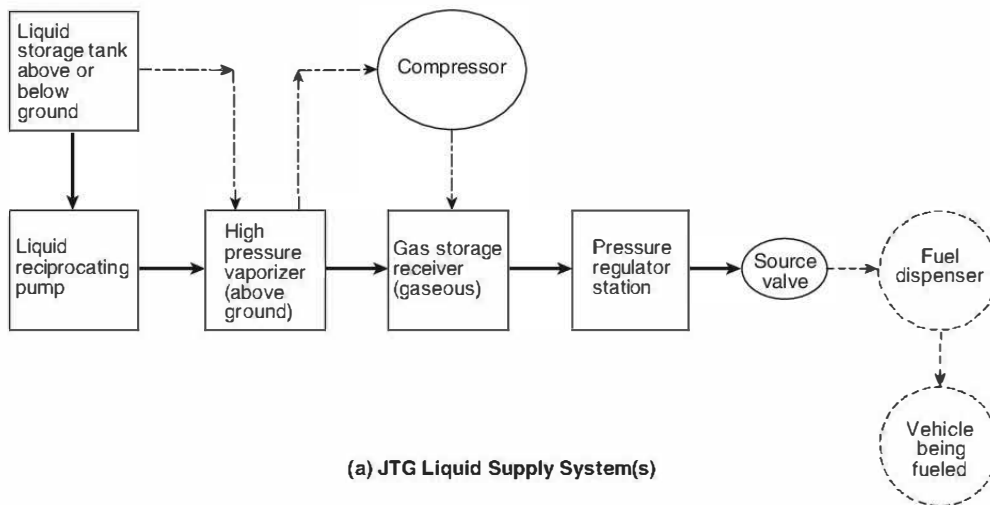 Liquid
storage tank
above or
below
ground
Compressor
Liquid
reciprocating
pump
High
pressure
vaporizer
(above
ground)
Gas storage
receiver
(gaseous)
Pressure
regulator
station
Source
valve
Fuel
dispenser
Vehicle
being
fueled
(a) JTG Liquid Supply System(s)